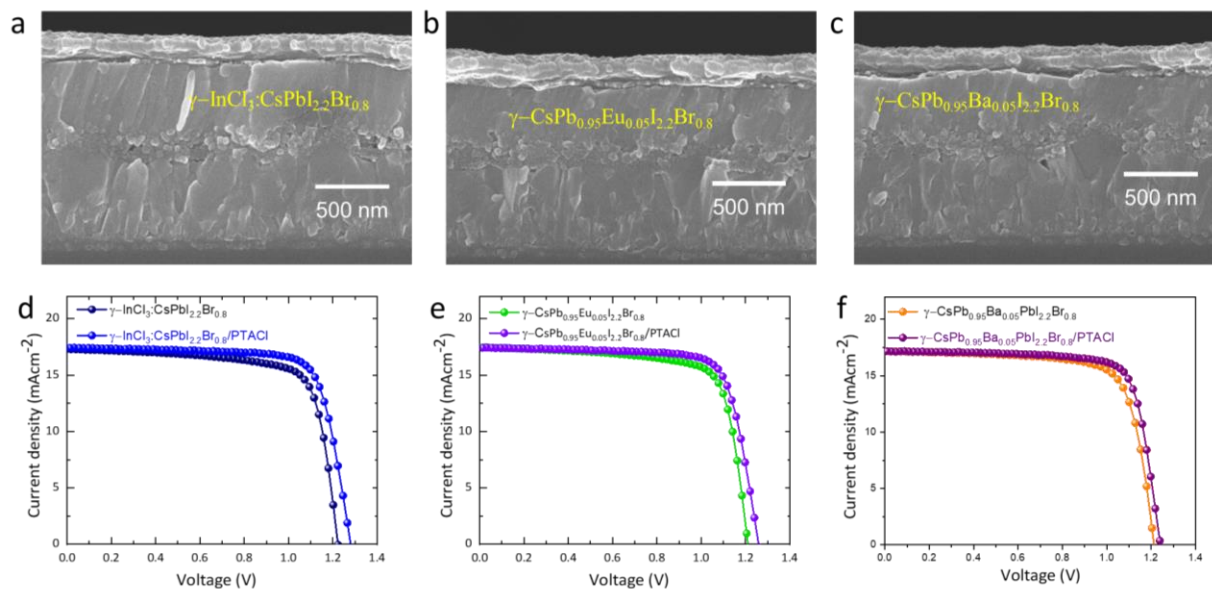 a
γ−InCl₃:CsPbI₂.₂Br₀.₈
500 nm
b
γ−CsPb₀.₉₅Eu₀.₀₅I₂.₂Br₀.₈
500 nm
c
γ−CsPb₀.₉₅Ba₀.₀₅I₂.₂Br₀.₈
500 nm
d
γ−InCl₃:CsPbI₂.₂Br₀.₈
γ−InCl₃:CsPbI₂.₂Br₀.₈/PTACl
Current density (mAcm⁻²)
20
15
10
5
0
0.0 0.2 0.4 0.6 0.8 1.0 1.2 1.4
Voltage (V)
e
γ−CsPb₀.₉₅Eu₀.₀₅I₂.₂Br₀.₈
γ−CsPb₀.₉₅Eu₀.₀₅I₂.₂Br₀.₈/PTACl
Current density (mAcm⁻²)
20
15
10
5
0
0.0 0.2 0.4 0.6 0.8 1.0 1.2 1.4
Voltage (V)
f
γ−CsPb₀.₉₅Ba₀.₀₅PbI₂.₂Br₀.₈
γ−CsPb₀.₉₅Ba₀.₀₅PbI₂.₂Br₀.₈/PTACl
Current density (mAcm⁻²)
20
15
10
5
0
0.0 0.2 0.4 0.6 0.8 1.0 1.2 1.4
Voltage (V)